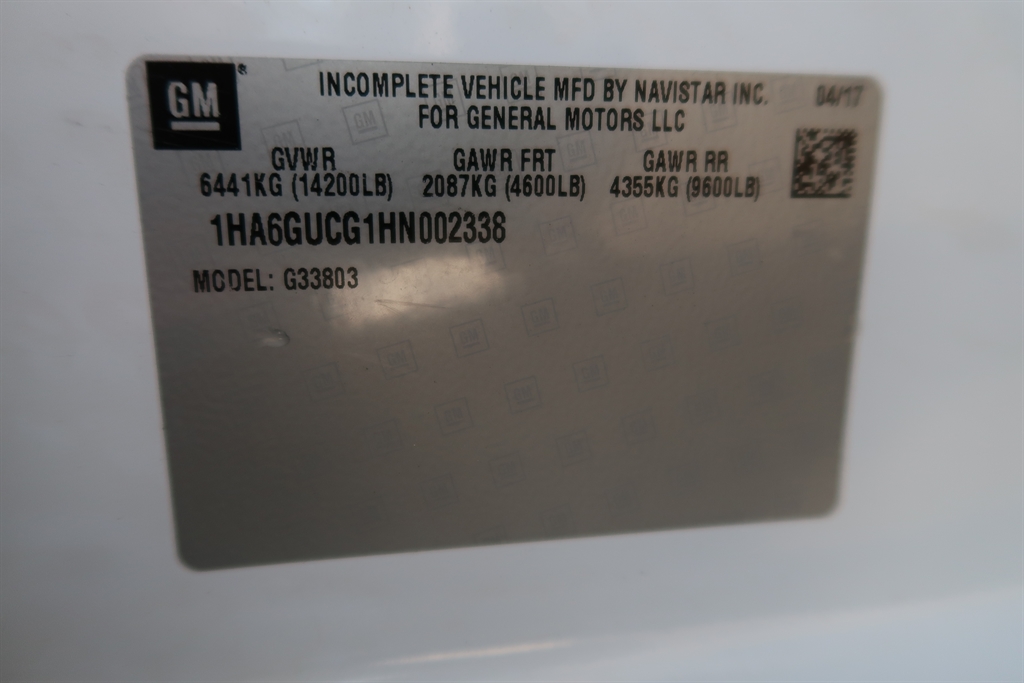 GM
INCOMPLETE VEHICLE MFD BY NAVISTAR INC. 04/17
FOR GENERAL MOTORS LLC
GVWR GAWR FRT GAWR RR
6441KG (14200LB) 2087KG (4600LB) 4355KG (9600LB)
1HA6GUCG1HN002338
MODEL: G33803